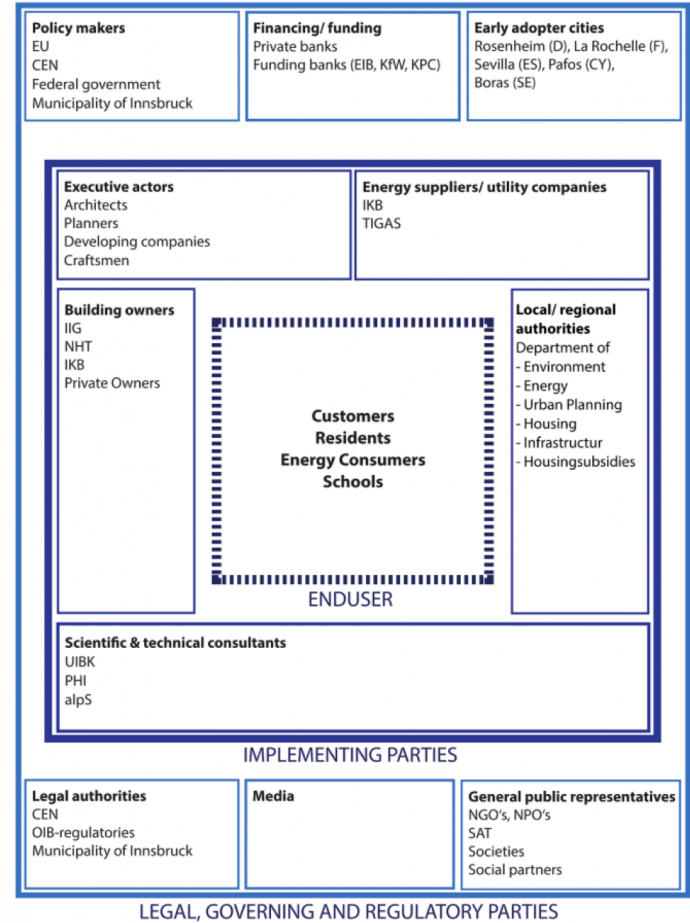 Policy makers
EU
CEN
Federal government
Municipality of Innsbruck
Financing/ funding
Private banks
Funding banks (EIB, KfW, KPC)
Early adopter cities
Rosenheim (D), La Rochelle (F),
Sevilla (ES), Pafos (CY),
Boras (SE)
Executive actors
Architects
Planners
Developing companies
Craftsmen
Energy suppliers/ utility companies
IKB
TIGAS
Building owners
IIG
NHT
IKB
Private Owners
Customers
Residents
Energy Consumers
Schools
ENDUSER
Local/ regional
authorities
Department of
- Environment
- Energy
- Urban Planning
- Housing
- Infrastructur
- Housingsubsidies
Scientific & technical consultants
UIBK
PHI
alpS
IMPLEMENTING PARTIES
Legal authorities
CEN
OIB-regulatories
Municipality of Innsbruck
Media
General public representatives
NGO's, NPO's
SAT
Societies
Social partners
LEGAL, GOVERNING AND REGULATORY PARTIES